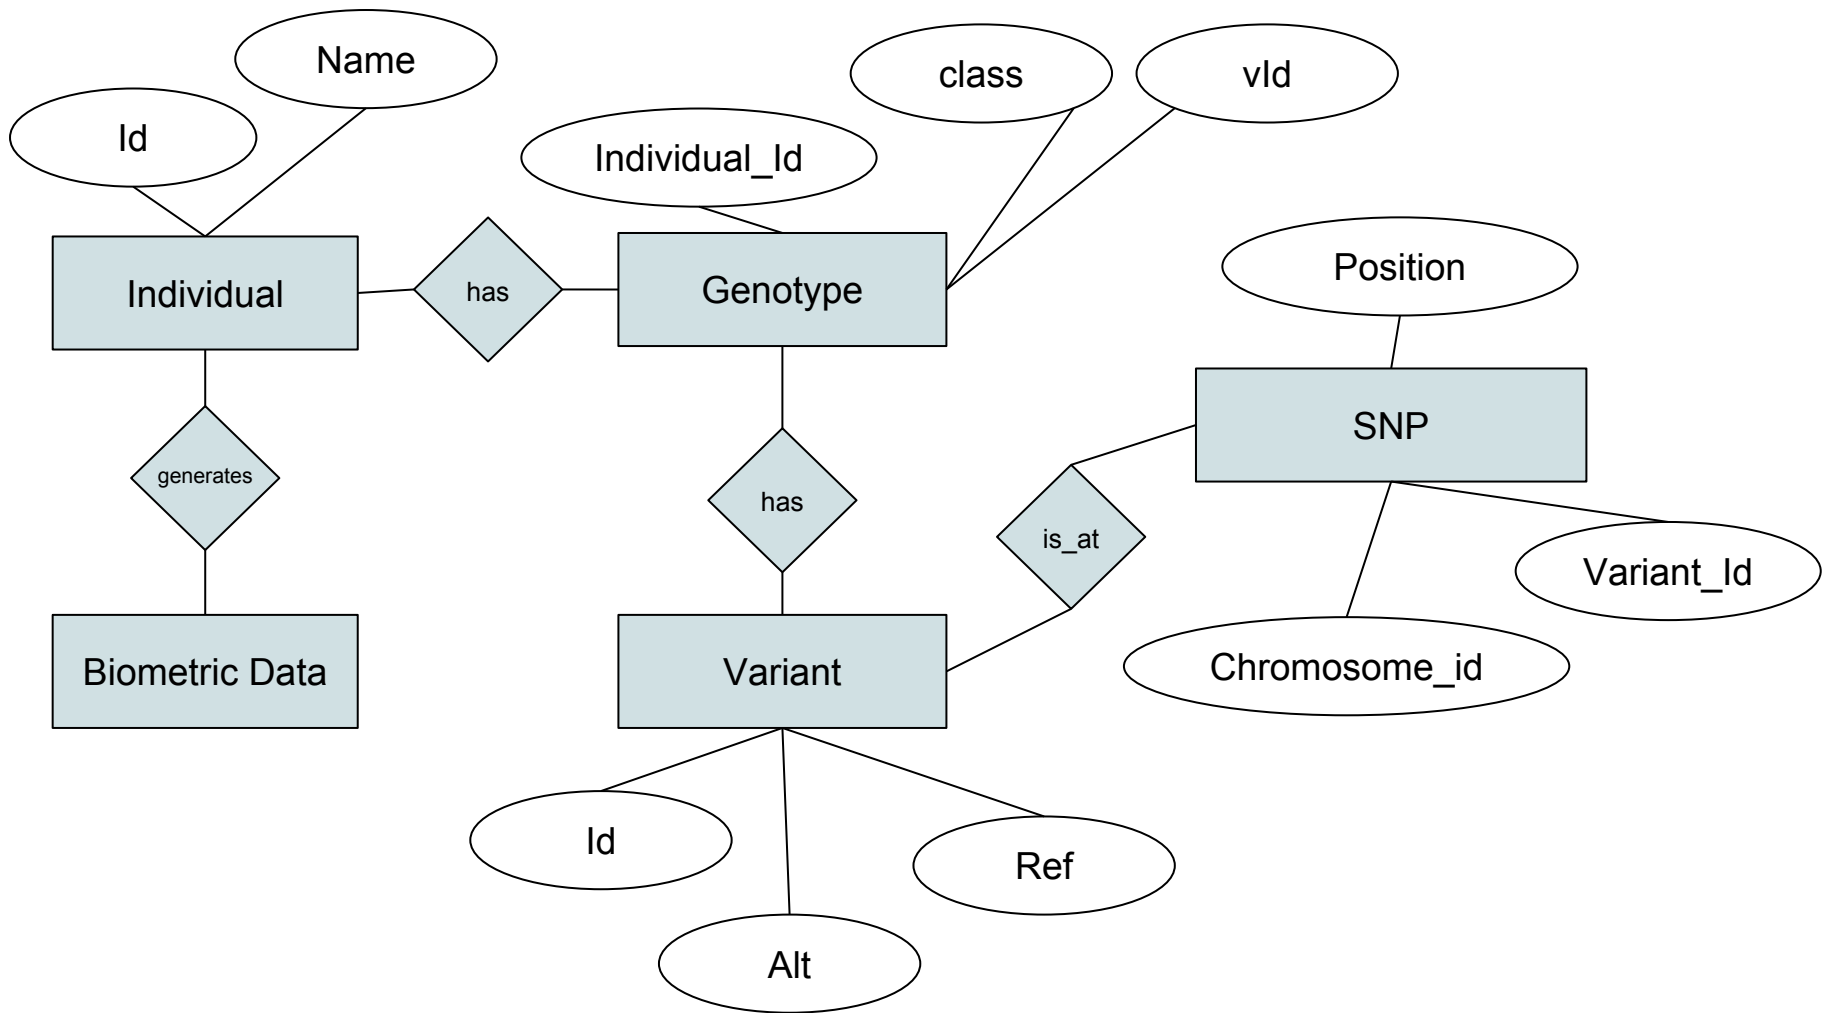 Name
class
vId
Id
Individual_Id
Position
Individual
has
Genotype
SNP
generates
has
is_at
Variant_Id
Biometric Data
Variant
Chromosome_id
Id
Ref
Alt